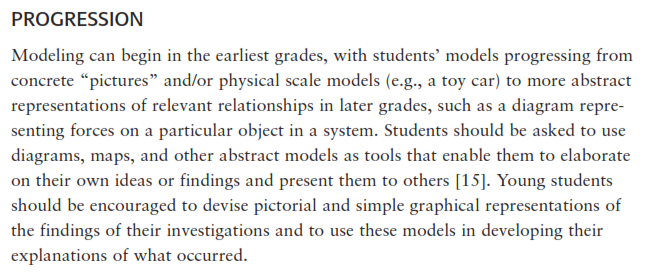 PROGRESSION
Modeling can begin in the earliest grades, with students’ models progressing from
concrete “pictures” and/or physical scale models (e.g., a toy car) to more abstract
representations of relevant relationships in later grades, such as a diagram repre-
senting forces on a particular object in a system. Students should be asked to use
diagrams, maps, and other abstract models as tools that enable them to elaborate
on their own ideas or findings and present them to others [15]. Young students
should be encouraged to devise pictorial and simple graphical representations of
the findings of their investigations and to use these models in developing their
explanations of what occurred.